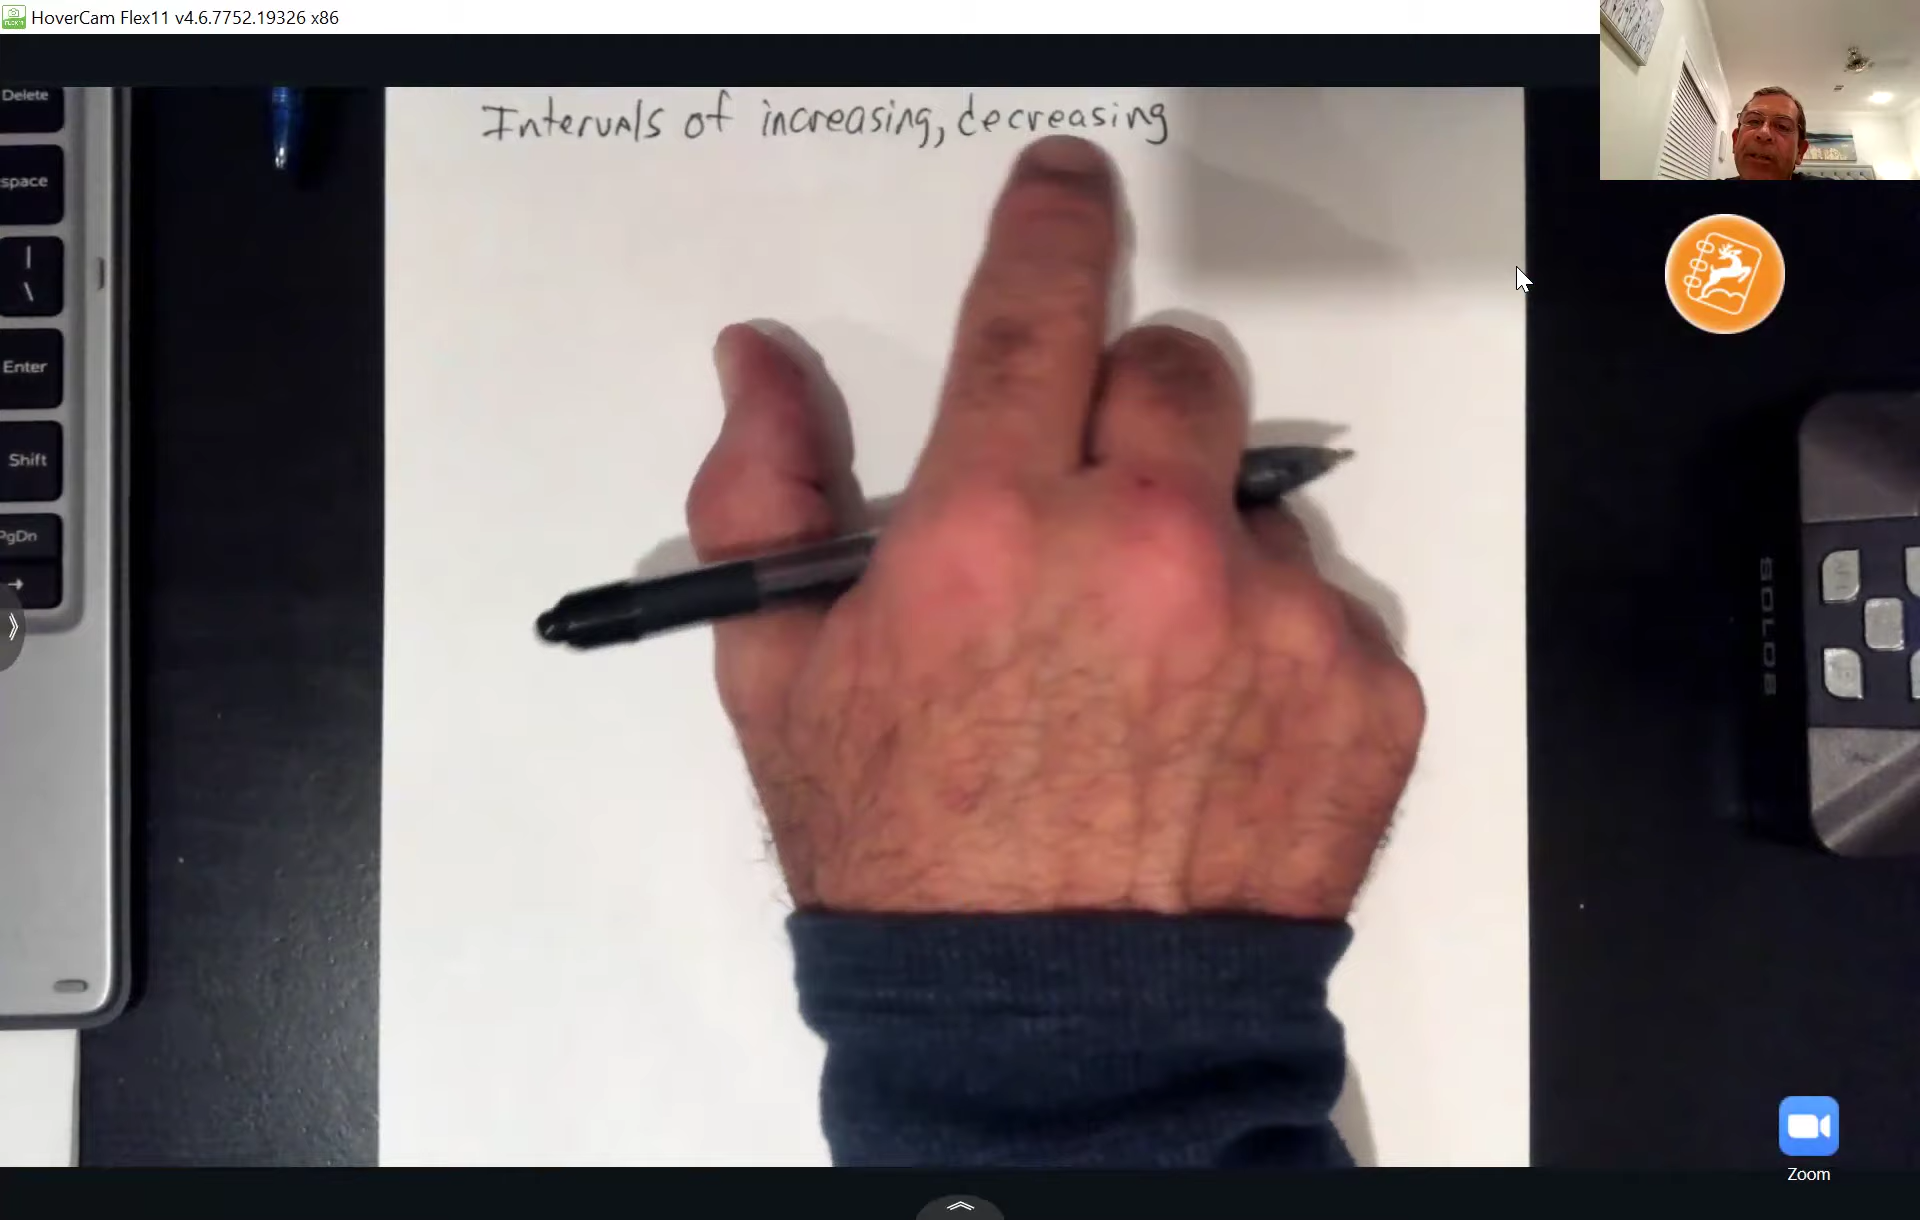 HoverCam Flex11 v4.6.7752.19326 x86
Delete
Intervals of increasing, decreasing
space
|
\
Enter
Shift
PgDn
→
Zoom